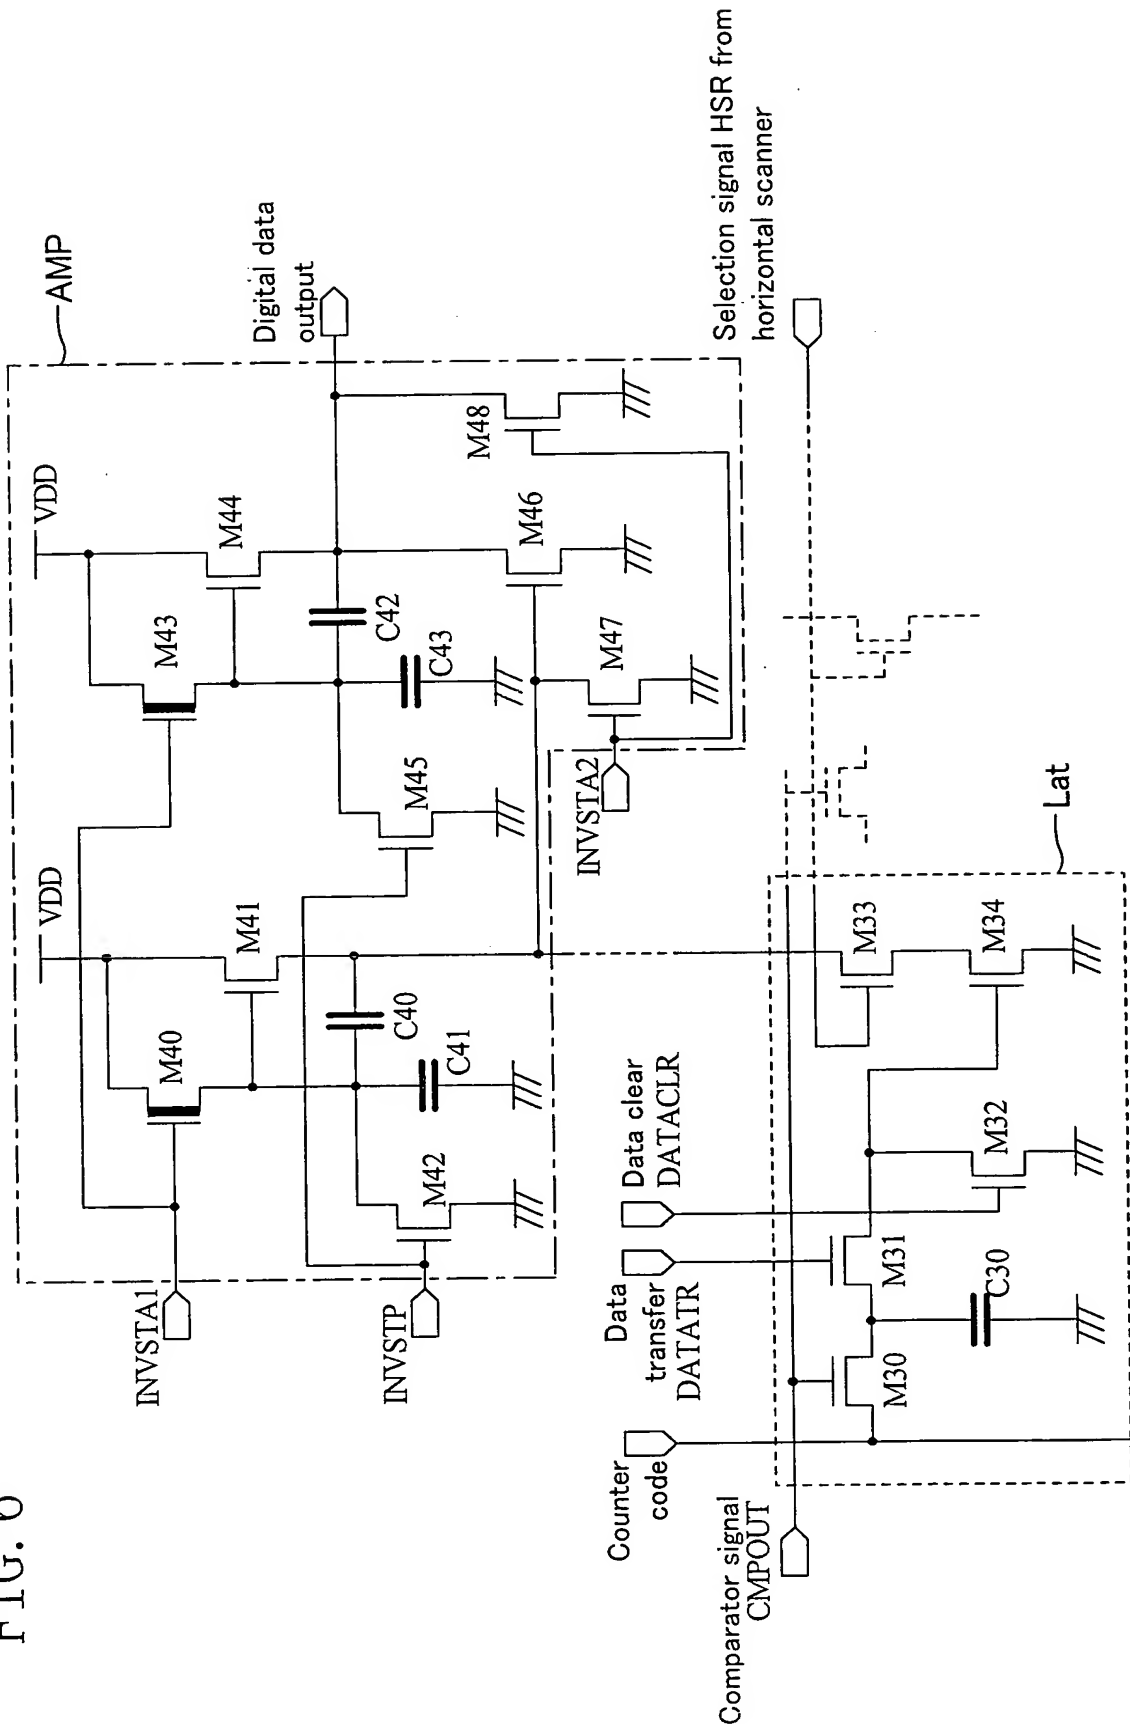 FIG. 6
AMP
VDD
VDD
M43
M44
M40
M41
C42
C43
M45
M46
M47
M48
C40
C41
M42
INVSTA1
INVSTP
INVSTA2
Digital data
output
Selection signal HSR from
horizontal scanner
Lat
M33
M34
M32
M31
M30
C30
Data clear
DATACLR
Data
transfer
DATATR
Counter
code
Comparator signal
CMPOUT